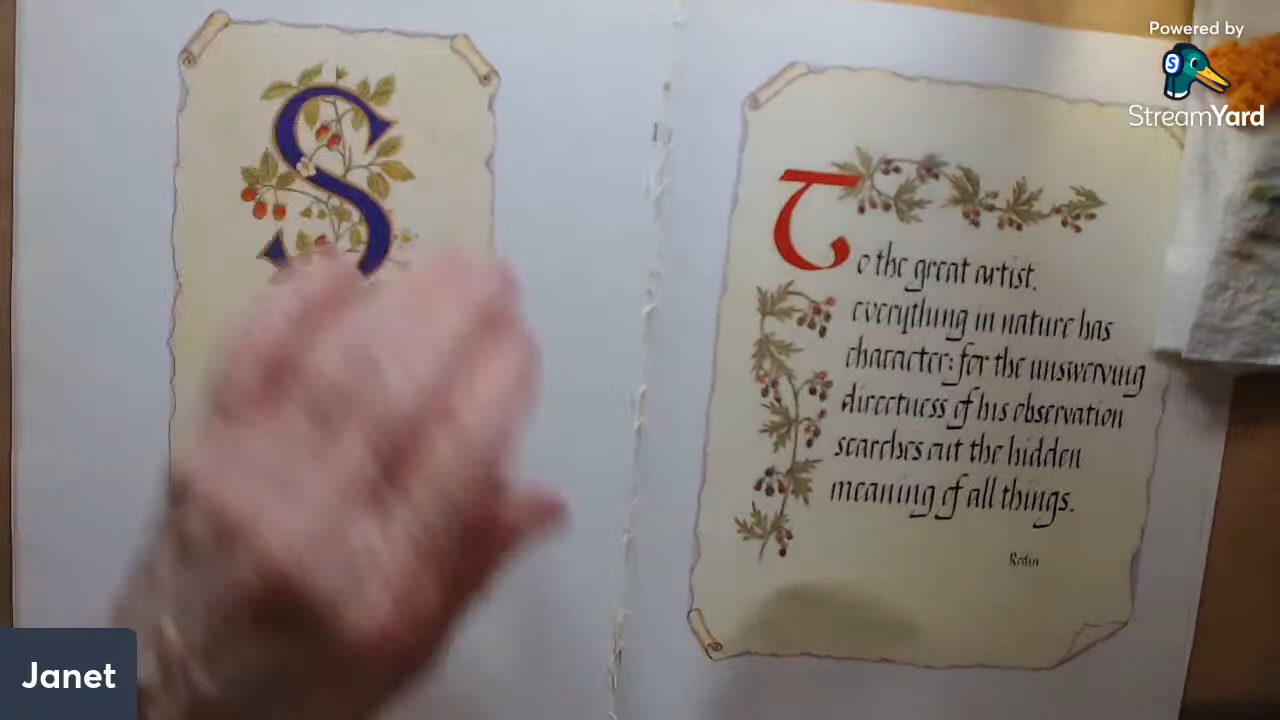 S
To the great artist,
everything in nature has
character: for the unswerving
directness of his observation
searches out the hidden
meaning of all things.
Rodin
Powered by
StreamYard
Janet